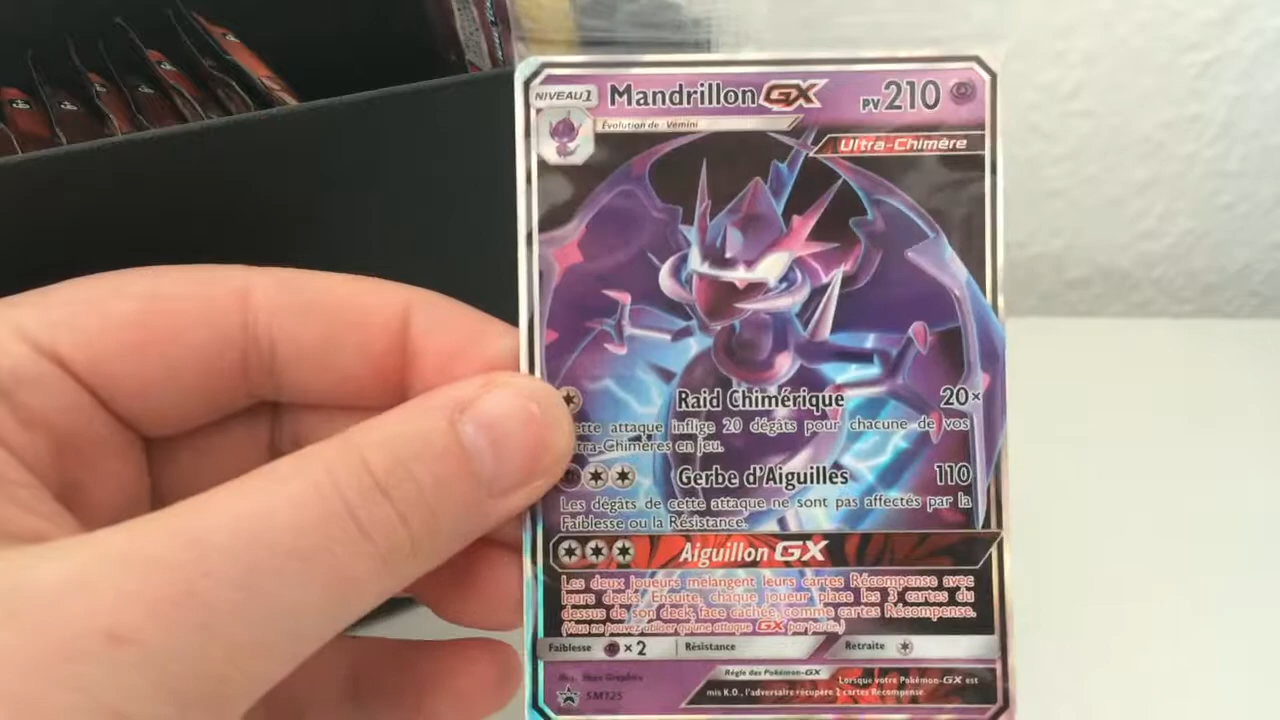 NIVEAU 1 Mandrillon GX PV 210
Évolution de : Vémini
Ultra-Chimère
Raid Chimérique 20×
ette attaque inflige 20 dégâts pour chacune de vos
tra-Chimères en jeu.
Gerbe d'Aiguilles 110
Les dégâts de cette attaque ne sont pas affectés par la
Faiblesse ou la Résistance.
Aiguillon GX
Les deux joueurs mélangent leurs cartes Récompense avec
leurs decks. Ensuite, chaque joueur place les 3 cartes du
dessus de son deck, face cachée, comme cartes Récompense.
(Vous ne pouvez utiliser qu'une attaque GX par partie.)
Faiblesse ×2 Résistance Retraite
Règle des Pokémon-GX Lorsque votre Pokémon-GX est
mis K.O., l'adversaire récupère 2 cartes Récompense.
SM125